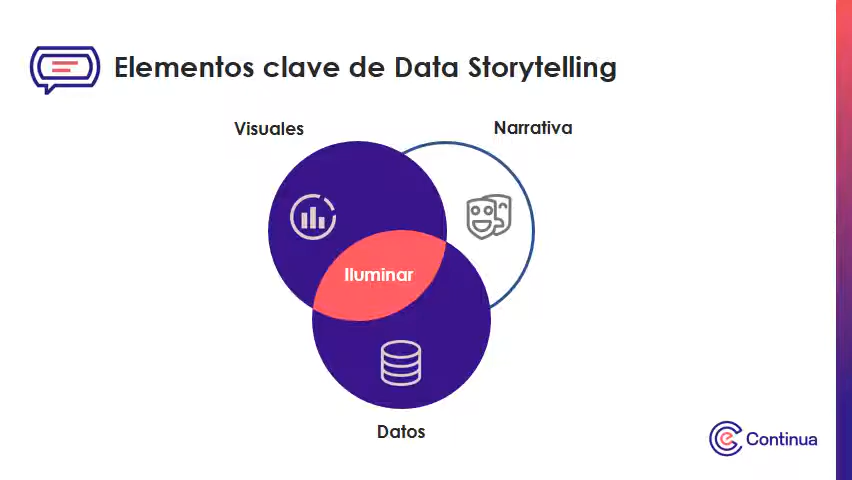 Elementos clave de Data Storytelling
Visuales
Narrativa
Iluminar
Datos
Continua